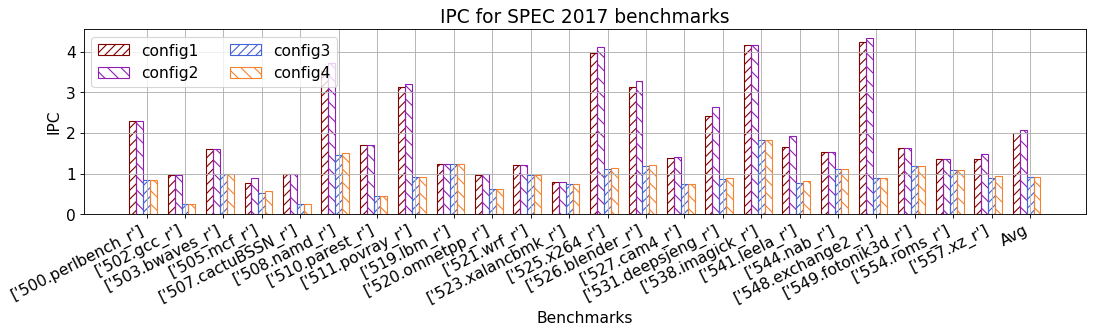 IPC for SPEC 2017 benchmarks
config1
config2
config3
config4
IPC
4
3
2
1
0
['500.perlbench_r']
['502.gcc_r']
['503.bwaves_r']
['505.mcf_r']
['507.cactuBSSN_r']
['508.namd_r']
['510.parest_r']
['511.povray_r']
['519.lbm_r']
['520.omnetpp_r']
['521.wrf_r']
['523.xalancbmk_r']
['525.x264_r']
['526.blender_r']
['527.cam4_r']
['531.deepsjeng_r']
['538.imagick_r']
['541.leela_r']
['544.nab_r']
['548.exchange2_r']
['549.fotonik3d_r']
['554.roms_r']
['557.xz_r']
Avg
Benchmarks